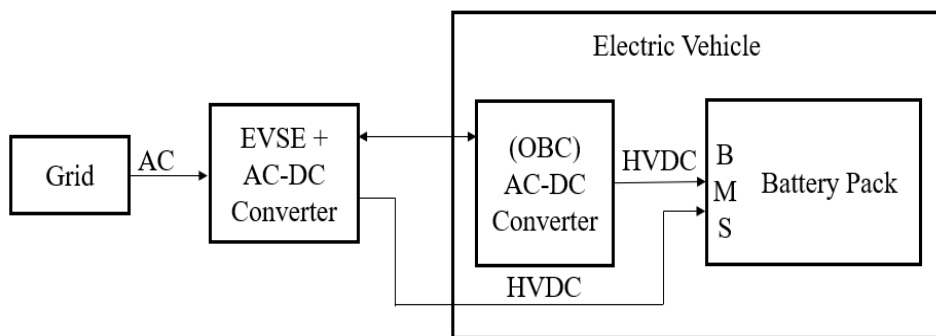 Electric Vehicle
Grid
AC
EVSE +
AC-DC
Converter
(OBC)
AC-DC
Converter
HVDC
B
M
S
Battery Pack
HVDC